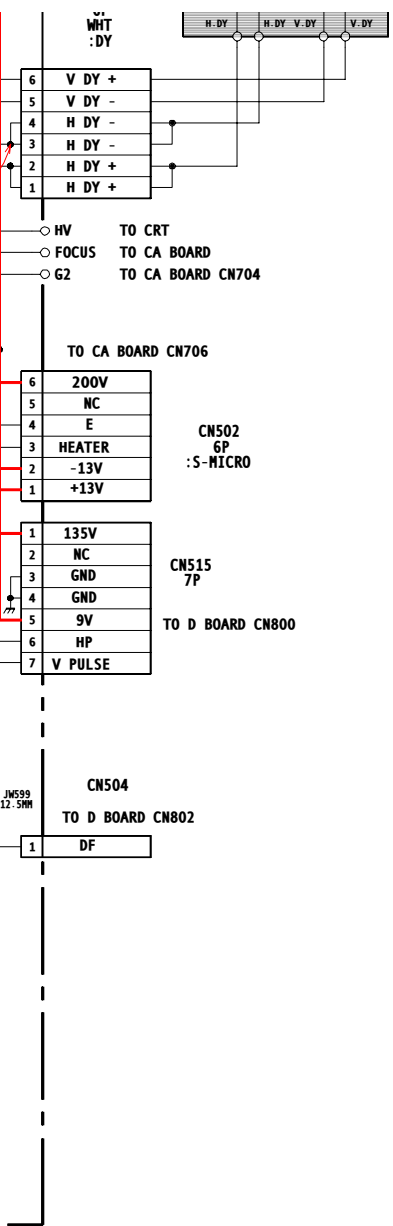 H.DY H.DY V.DY V.DY
WHT
:DY
6 V DY +
5 V DY -
4 H DY -
3 H DY -
2 H DY +
1 H DY +
HV TO CRT
FOCUS TO CA BOARD
G2 TO CA BOARD CN704
TO CA BOARD CN706
6 200V
5 NC
4 E
3 HEATER
2 -13V
1 +13V
CN502
6P
:S-MICRO
1 135V
2 NC
3 GND
4 GND
5 9V
6 HP
7 V PULSE
CN515
7P
TO D BOARD CN800
JW599
12.5MM
CN504
TO D BOARD CN802
1 DF